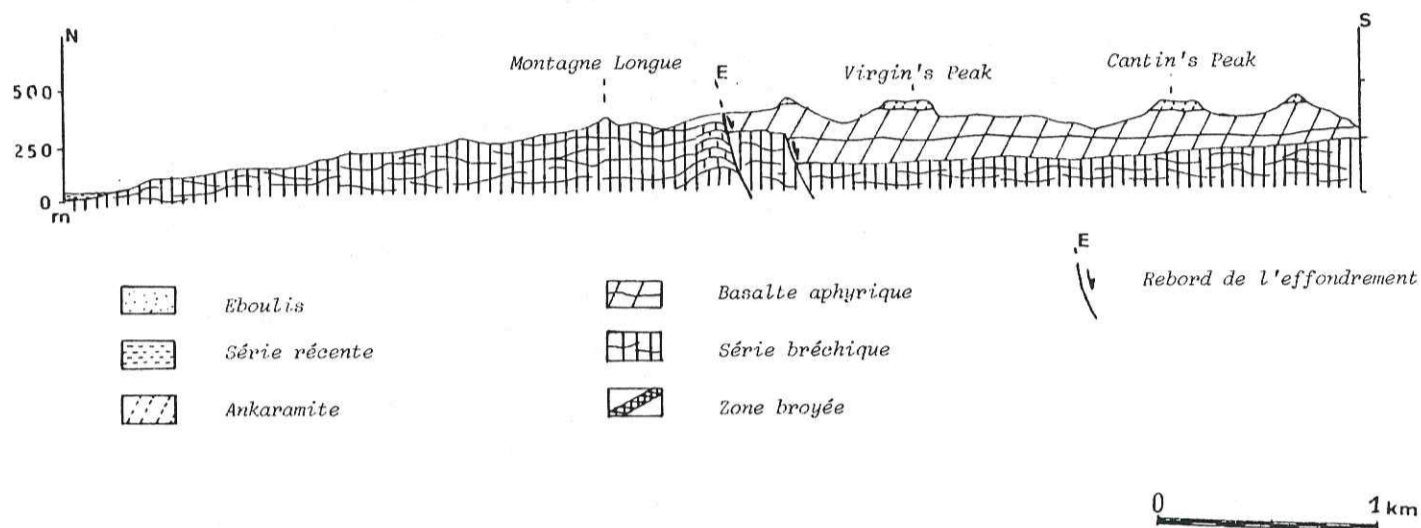 N
S
Montagne Longue
E
Virgin's Peak
Cantin's Peak
500
250
0
m
E
Rebord de l'effondrement
Eboulis
Série récente
Ankaramite
Basalte aphyrique
Série bréchique
Zone broyée
0 1 km